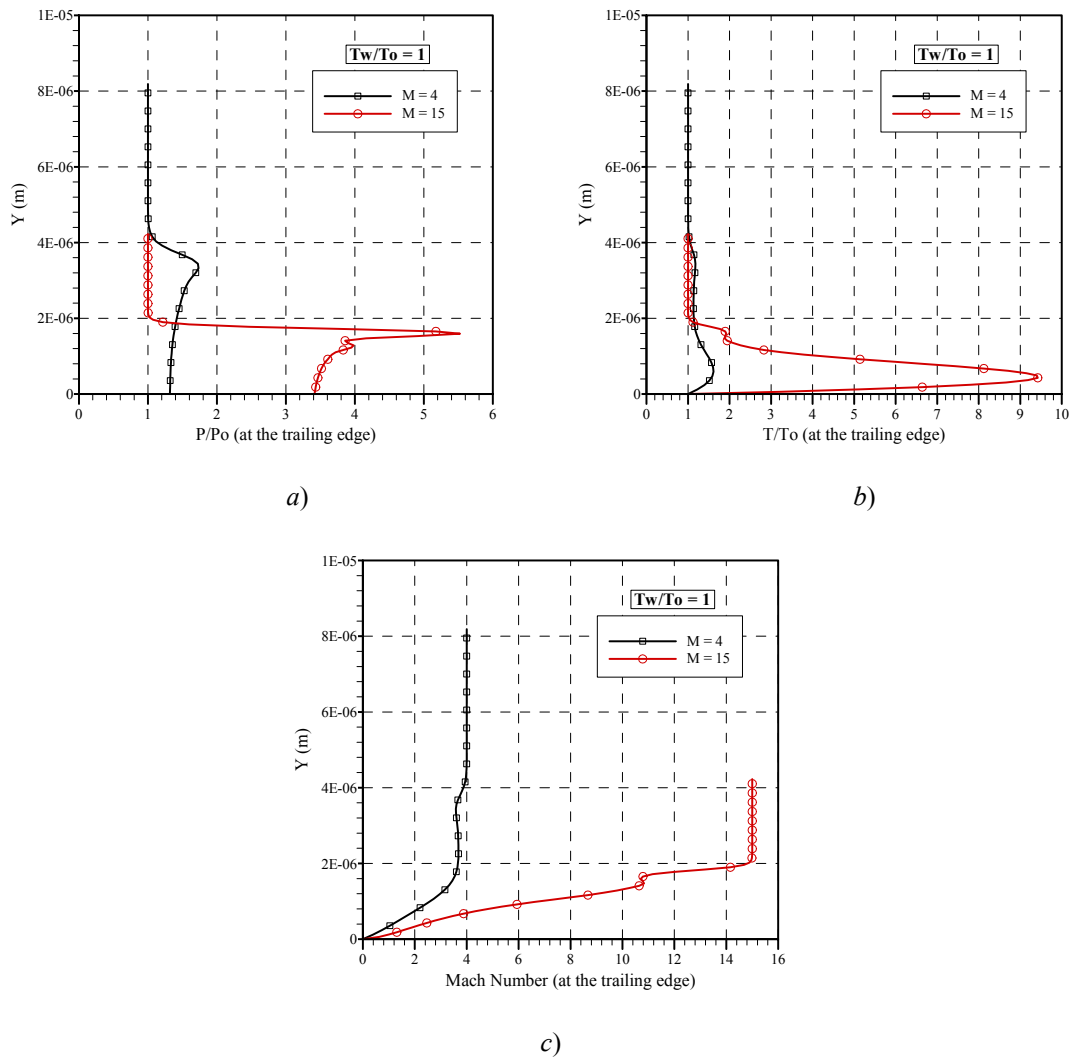 1E-05
8E-06
6E-06
4E-06
2E-06
0
Y (m)
0 1 2 3 4 5 6
P/Po (at the trailing edge)
Tw/To = 1
M = 4
M = 15
a)
1E-05
8E-06
6E-06
4E-06
2E-06
0
Y (m)
0 1 2 3 4 5 6 7 8 9 10
T/To (at the trailing edge)
Tw/To = 1
M = 4
M = 15
b)
1E-05
8E-06
6E-06
4E-06
2E-06
0
Y (m)
0 2 4 6 8 10 12 14 16
Mach Number (at the trailing edge)
Tw/To = 1
M = 4
M = 15
c)